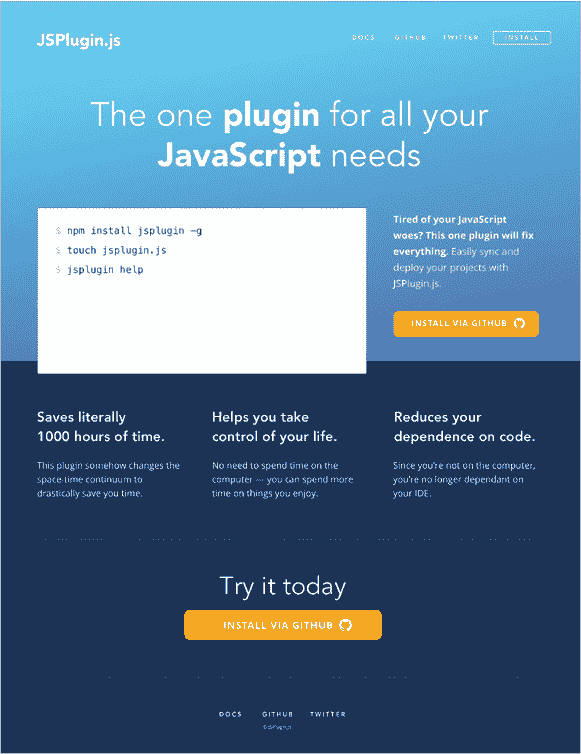 JSPlugin.js
DOCS GITHUB TWITTER INSTALL
The one plugin for all your
JavaScript needs
$ npm install jsplugin -g
$ touch jsplugin.js
$ jsplugin help
Tired of your JavaScript
woes? This one plugin will fix
everything. Easily sync and
deploy your projects with
JSPlugin.js.
INSTALL VIA GITHUB
Saves literally
1000 hours of time.
This plugin somehow changes the
space-time continuum to
drastically save you time.
Helps you take
control of your life.
No need to spend time on the
computer — you can spend more
time on things you enjoy.
Reduces your
dependence on code.
Since you're not on the computer,
you're no longer dependant on
your IDE.
Try it today
INSTALL VIA GITHUB
DOCS GITHUB TWITTER
©JSPlugin.js